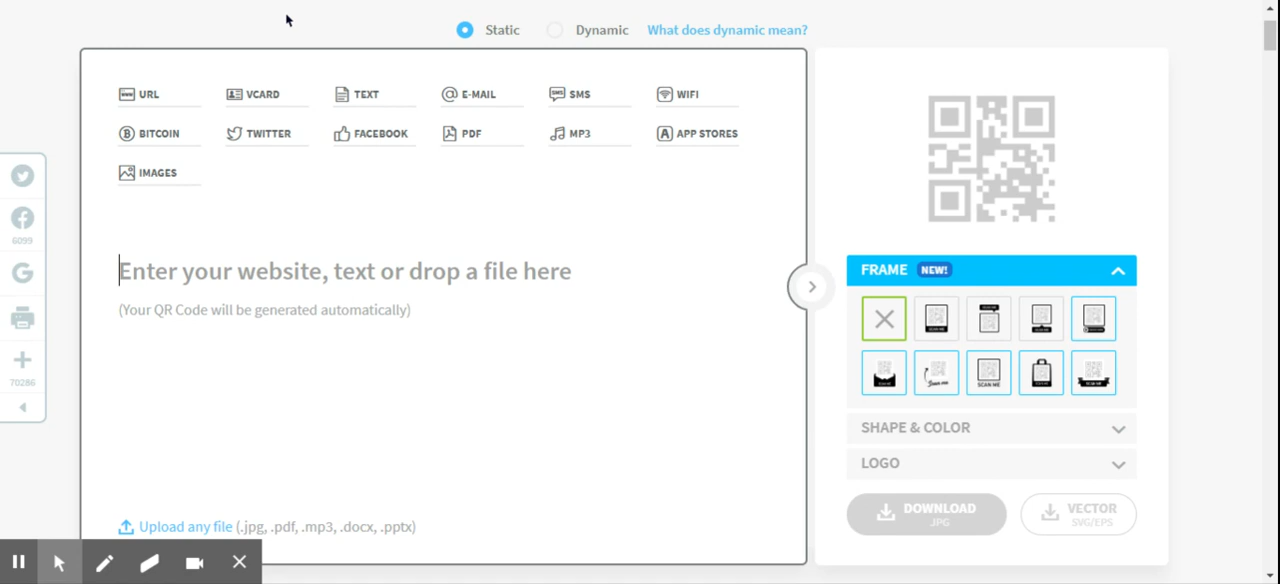 Static Dynamic What does dynamic mean?
URL VCARD TEXT E-MAIL SMS WIFI
BITCOIN TWITTER FACEBOOK PDF MP3 APP STORES
IMAGES
Enter your website, text or drop a file here
(Your QR Code will be generated automatically)
Upload any file (.jpg, .pdf, .mp3, .docx, .pptx)
6099
70286
FRAME NEW!
SCAN ME
SHAPE & COLOR
LOGO
DOWNLOAD
.JPG
VECTOR
SVG/EPS